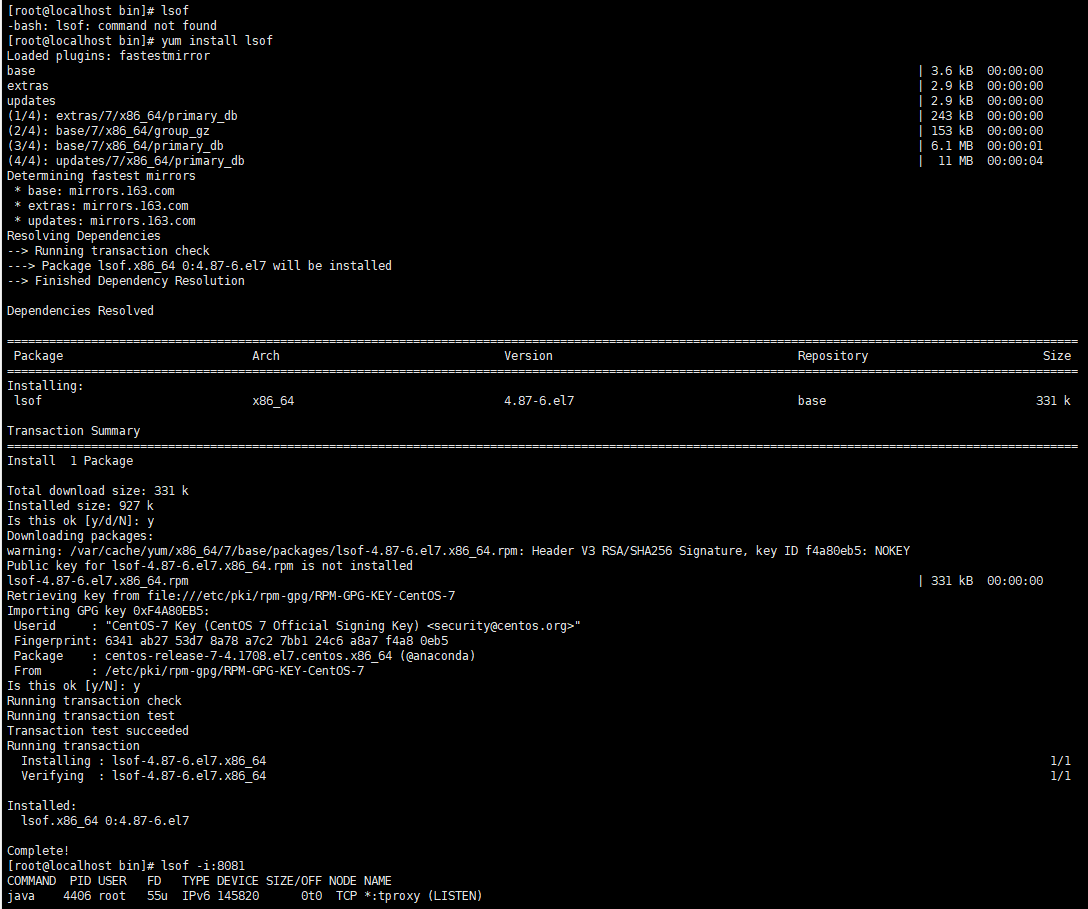 [root@localhost bin]# lsof
-bash: lsof: command not found
[root@localhost bin]# yum install lsof
Loaded plugins: fastestmirror
base | 3.6 kB 00:00:00
extras | 2.9 kB 00:00:00
updates | 2.9 kB 00:00:00
(1/4): extras/7/x86_64/primary_db | 243 kB 00:00:00
(2/4): base/7/x86_64/group_gz | 153 kB 00:00:00
(3/4): base/7/x86_64/primary_db | 6.1 MB 00:00:01
(4/4): updates/7/x86_64/primary_db | 11 MB 00:00:04
Determining fastest mirrors
 * base: mirrors.163.com
 * extras: mirrors.163.com
 * updates: mirrors.163.com
Resolving Dependencies
--> Running transaction check
---> Package lsof.x86_64 0:4.87-6.el7 will be installed
--> Finished Dependency Resolution
Dependencies Resolved
================================================================================
Package Arch Version Repository Size
================================================================================
Installing:
lsof x86_64 4.87-6.el7 base 331 k
Transaction Summary
================================================================================
Install 1 Package
Total download size: 331 k
Installed size: 927 k
Is this ok [y/d/N]: y
Downloading packages:
warning: /var/cache/yum/x86_64/7/base/packages/lsof-4.87-6.el7.x86_64.rpm: Header V3 RSA/SHA256 Signature, key ID f4a80eb5: NOKEY
Public key for lsof-4.87-6.el7.x86_64.rpm is not installed
lsof-4.87-6.el7.x86_64.rpm | 331 kB 00:00:00
Retrieving key from file:///etc/pki/rpm-gpg/RPM-GPG-KEY-CentOS-7
Importing GPG key 0xF4A80EB5:
Userid : "CentOS-7 Key (CentOS 7 Official Signing Key) <security@centos.org>"
Fingerprint: 6341 ab27 53d7 8a78 a7c2 7bb1 24c6 a8a7 f4a8 0eb5
Package : centos-release-7-4.1708.el7.centos.x86_64 (@anaconda)
From : /etc/pki/rpm-gpg/RPM-GPG-KEY-CentOS-7
Is this ok [y/N]: y
Running transaction check
Running transaction test
Transaction test succeeded
Running transaction
Installing : lsof-4.87-6.el7.x86_64 1/1
Verifying : lsof-4.87-6.el7.x86_64 1/1
Installed:
lsof.x86_64 0:4.87-6.el7
Complete!
[root@localhost bin]# lsof -i:8081
COMMAND PID USER FD TYPE DEVICE SIZE/OFF NODE NAME
java 4406 root 55u IPv6 145820 0t0 TCP *:tproxy (LISTEN)